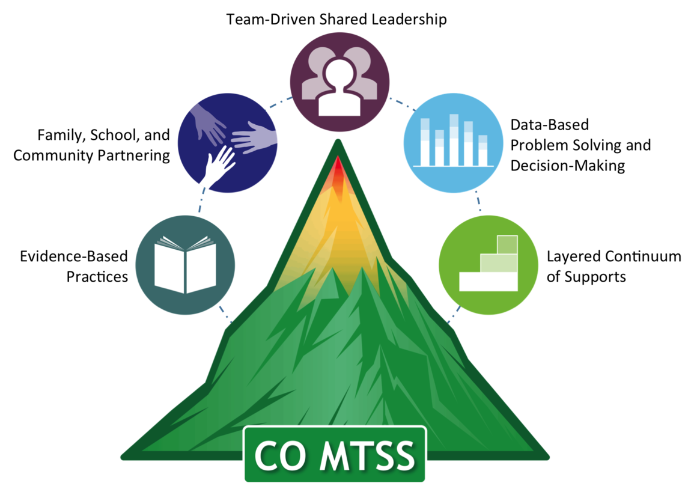 Team-Driven Shared Leadership
Family, School, and
Community Partnering
Data-Based
Problem Solving and
Decision-Making
Evidence-Based
Practices
Layered Continuum
of Supports
CO MTSS